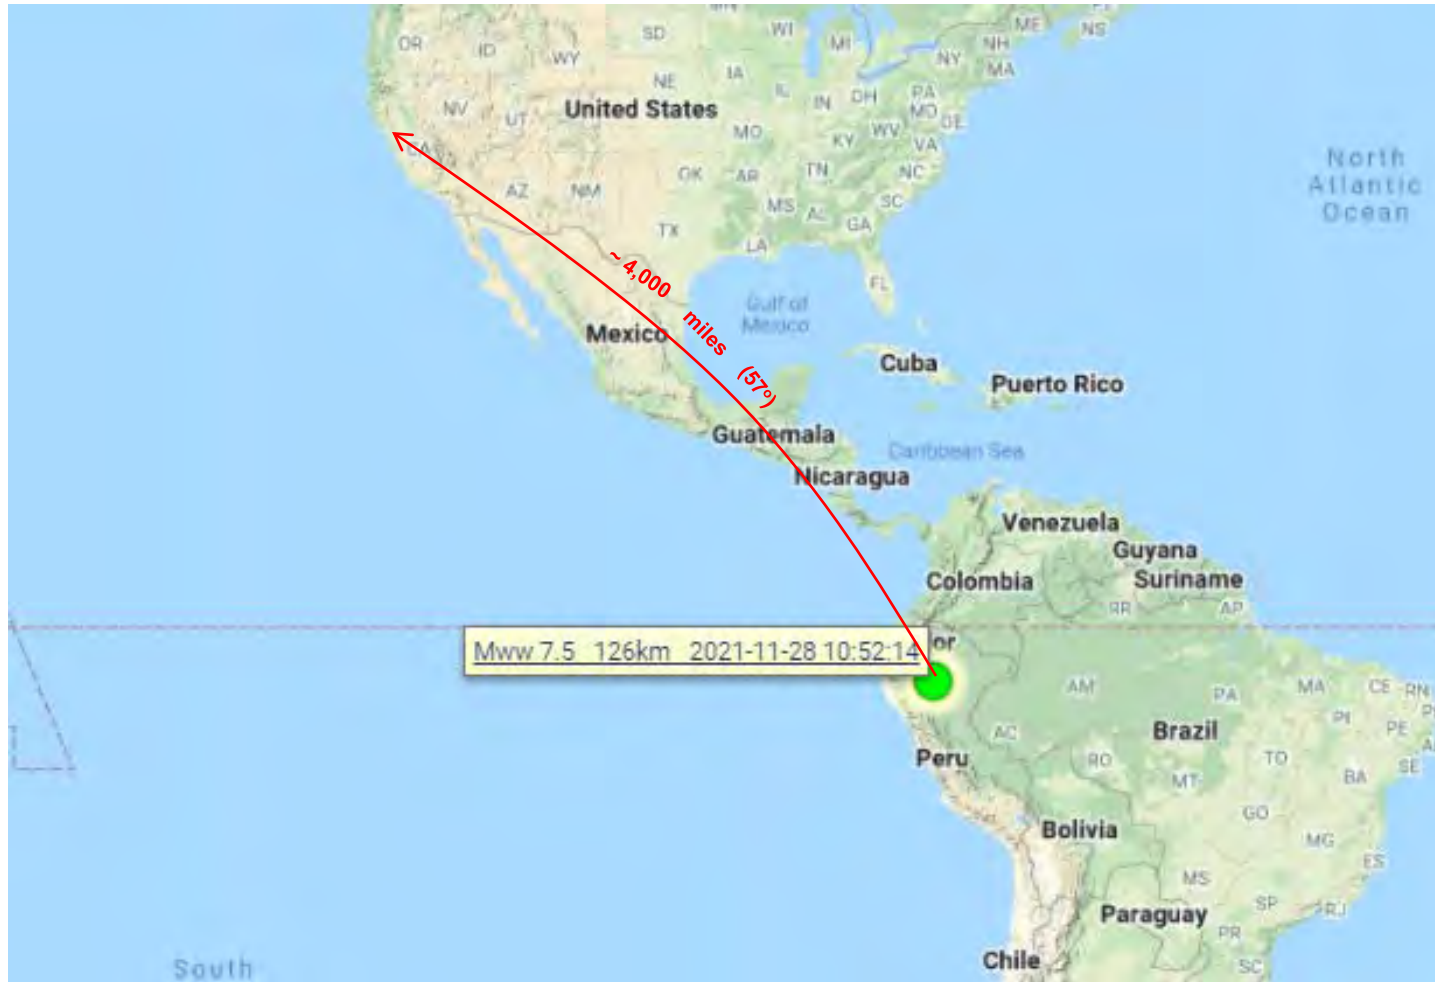 ME
NS
WI
OR
SD
MI
NH
ID
WY
NY
MA
IA
NE
IL
PA
IN
OH
NV
United States
MD
UT
DE
MO
WV
KY
VA
CA
North
Atlantic
Ocean
TN
OK
AR
NC
AZ
NM
SC
MS
AL
GA
TX
LA
~ 4,000 miles (57º)
FL
Gulf of
Mexico
Mexico
Cuba
Puerto Rico
Guatemala
Caribbean Sea
Nicaragua
Venezuela
Guyana
Colombia
Suriname
RR
AP
or
Mww 7.5 126km 2021-11-28 10:52:14
AM
PA
MA
CE
RN
PI
PE
AC
Brazil
Peru
RO
TO
SE
MT
BA
GO
Bolivia
MG
ES
MS
SP
RJ
Paraguay
PR
Chile
SC
South